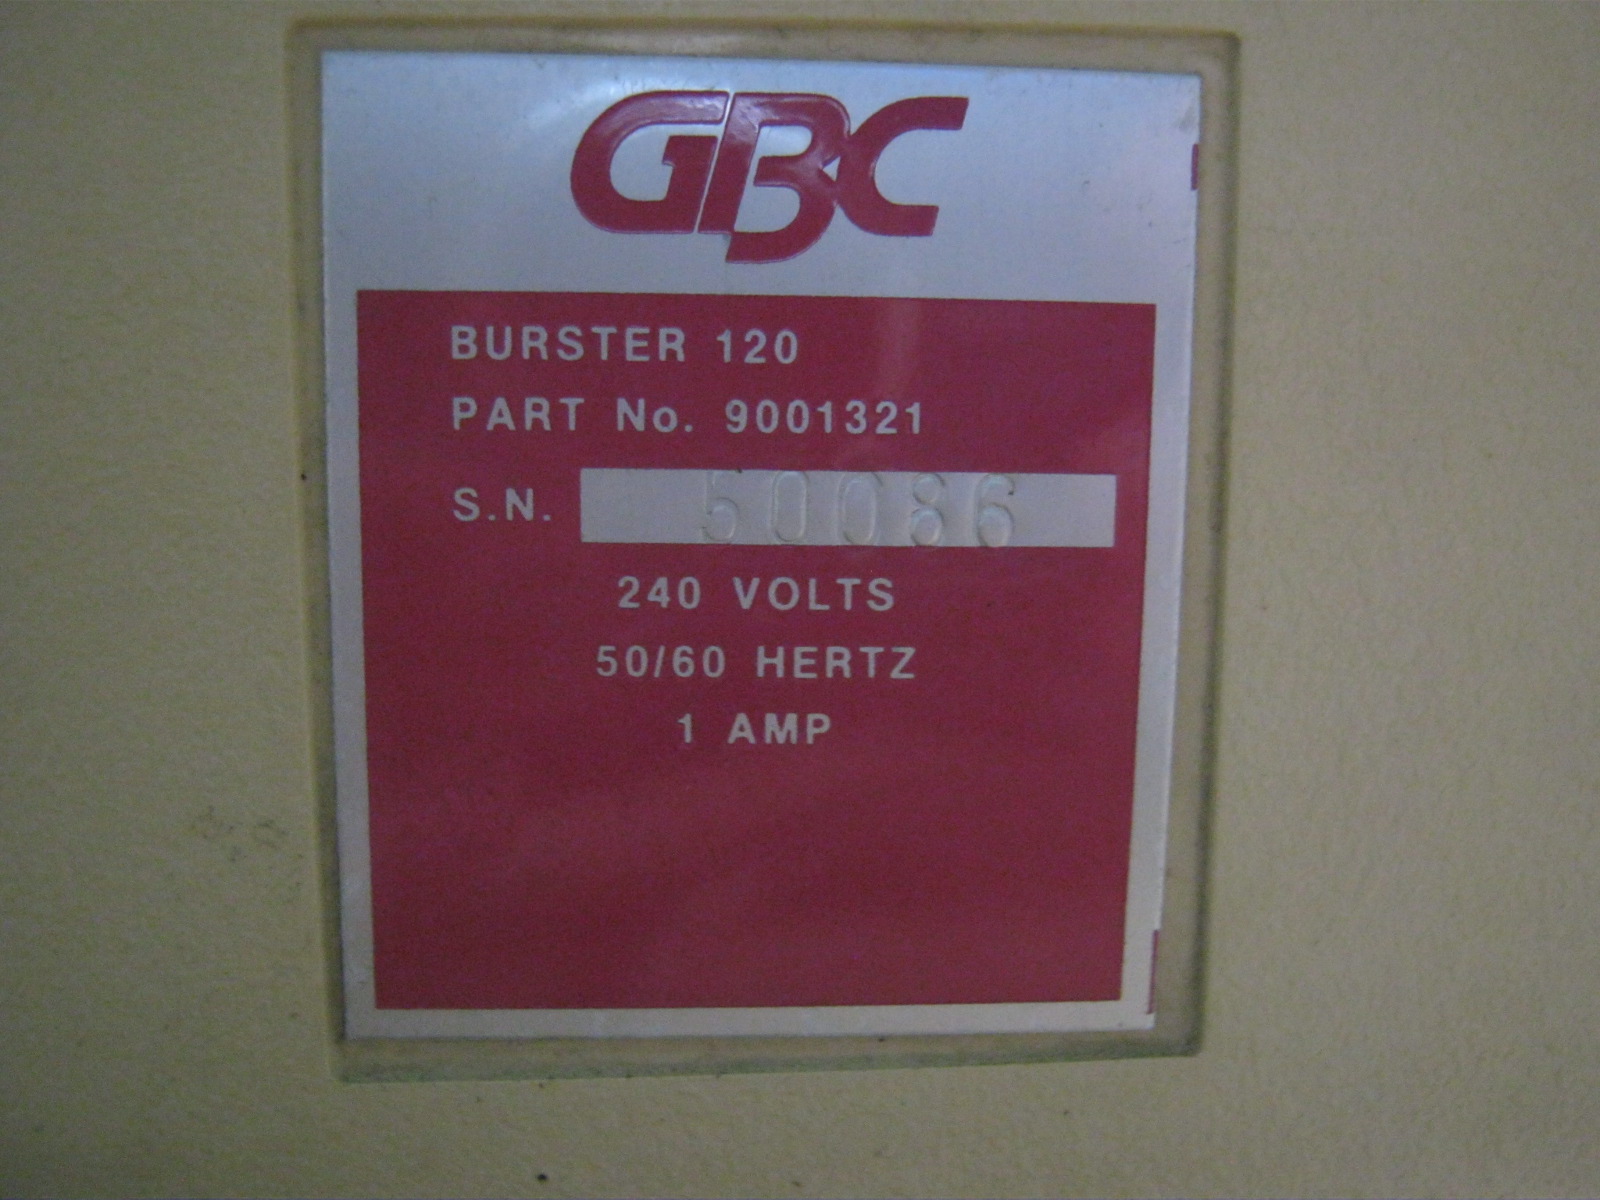 GBC
BURSTER 120
PART No. 9001321
S.N. 50086
240 VOLTS
50/60 HERTZ
1 AMP